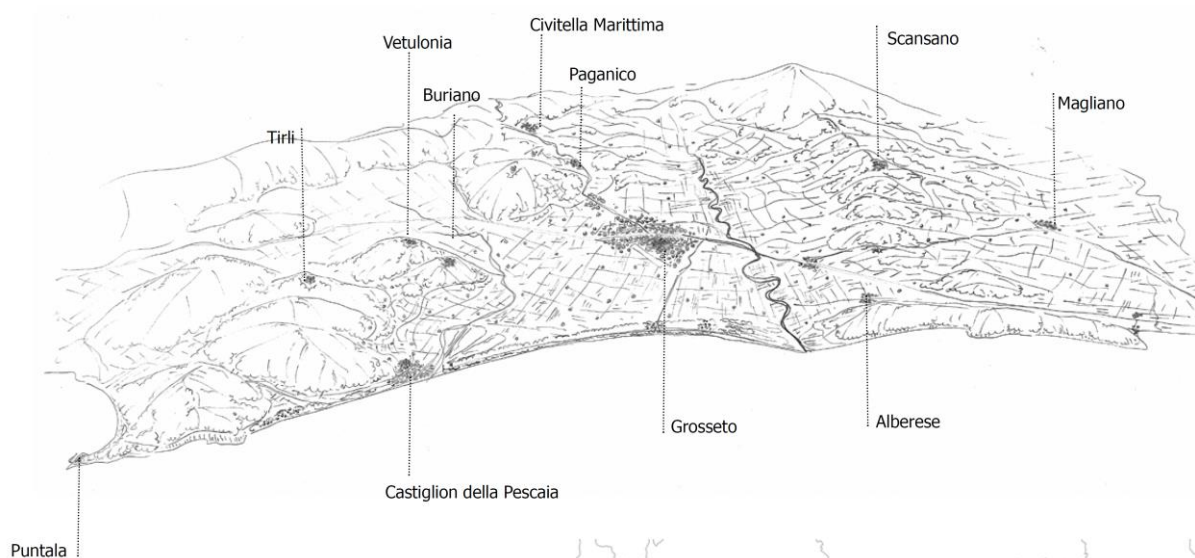 Civitella Marittima
Vetulonia
Scansano
Paganico
Buriano
Magliano
Tirli
Grosseto
Alberese
Castiglion della Pescaia
Puntala